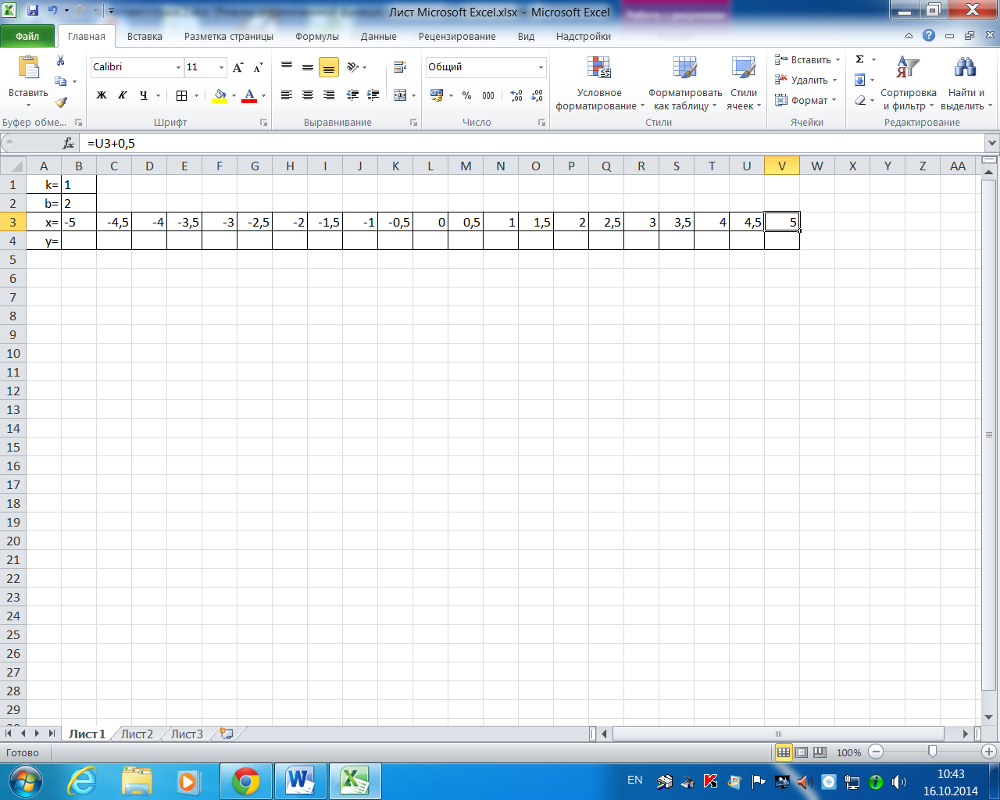 Лист Microsoft Excel.xlsx - Microsoft Excel
Файл Главная Вставка Разметка страницы Формулы Данные Рецензирование Вид Надстройки
Вставить
Calibri 11
Ж К Ч
А
Общий
% 000
Условное форматирование
Форматировать как таблицу
Стили ячеек
Вставить
Удалить
Формат
Σ
Сортировка и фильтр
Найти и выделить
Буфер обме... Шрифт Выравнивание Число Стили Ячейки Редактирование
fx =U3+0,5
A B C D E F G H I J K L M N O P Q R S T U V W X Y Z AA
1 k= 1
2 b= 2
3 x= -5 -4,5 -4 -3,5 -3 -2,5 -2 -1,5 -1 -0,5 0 0,5 1 1,5 2 2,5 3 3,5 4 4,5 5
4 y=
5
6
7
8
9
10
11
12
13
14
15
16
17
18
19
20
21
22
23
24
25
26
27
28
29
Лист1 Лист2 Лист3
Готово 100%
EN 10:43
16.10.2014